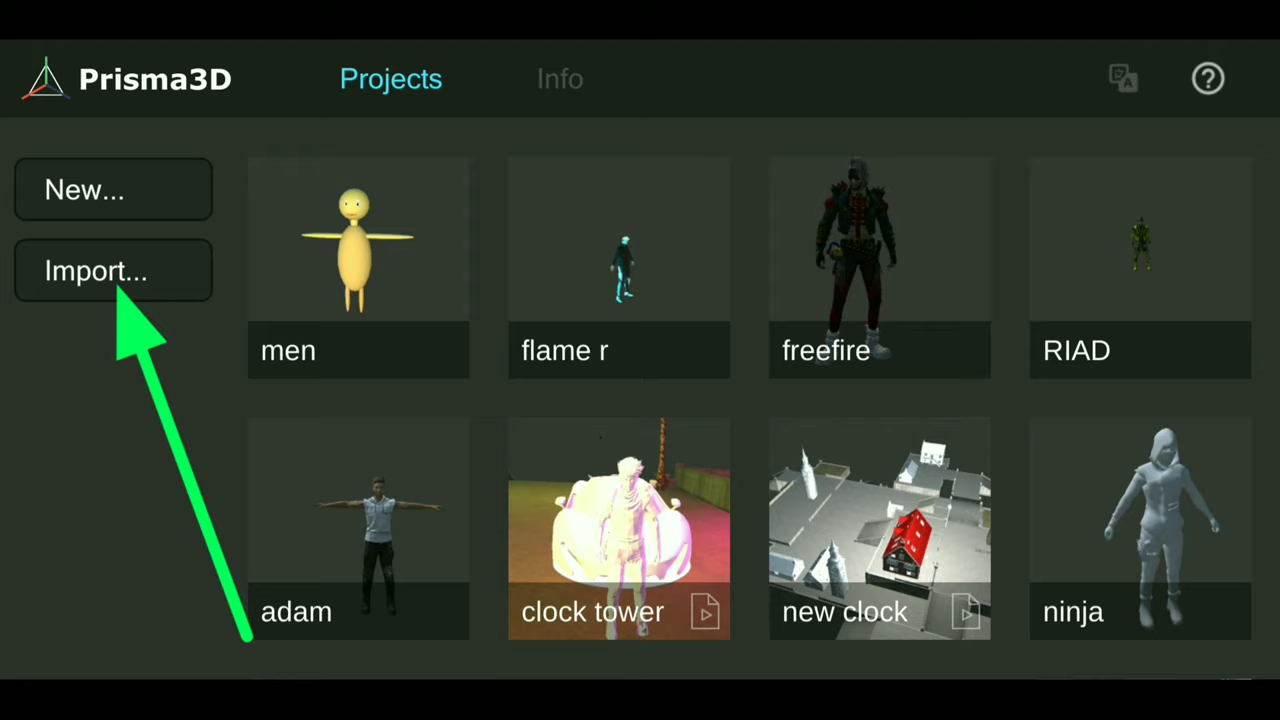 Prisma3D
Projects
Info
New...
Import...
men
flame r
freefire
RIAD
adam
clock tower
new clock
ninja